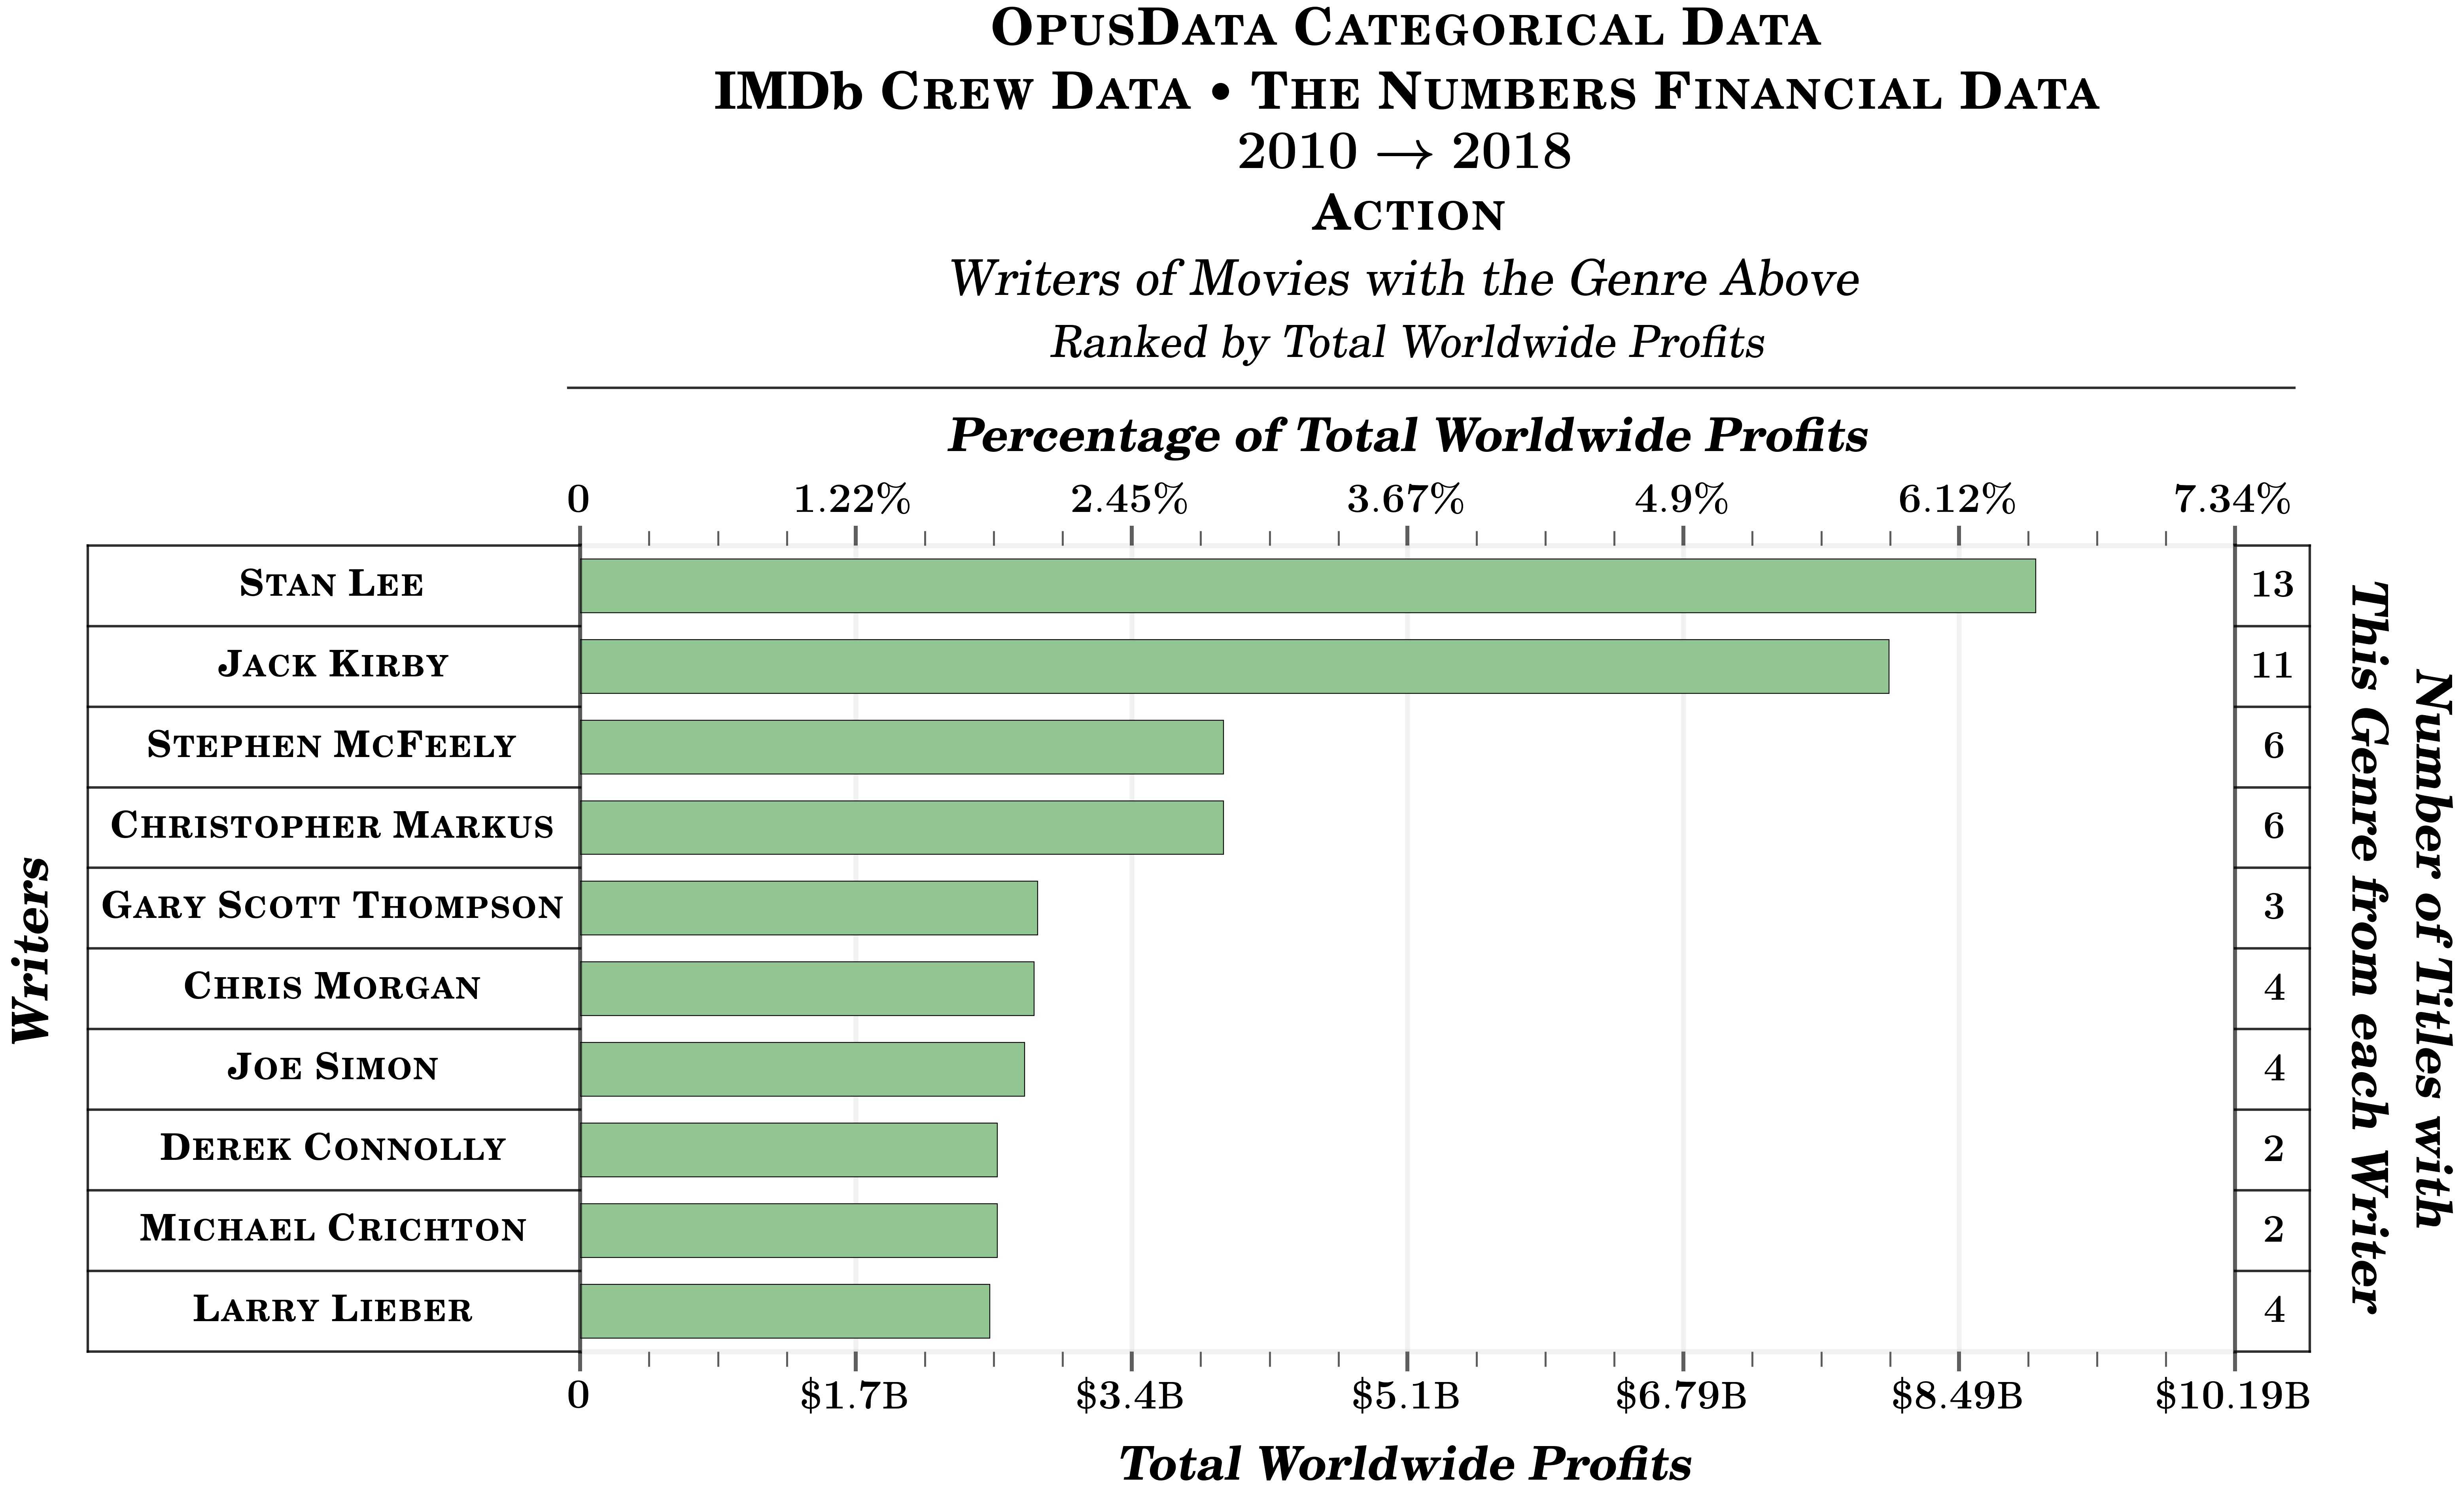 OpusData Categorical Data
IMDb Crew Data • The Numbers Financial Data
2010 → 2018
Action
Writers of Movies with the Genre Above
Ranked by Total Worldwide Profits
Percentage of Total Worldwide Profits
0 1.22% 2.45% 3.67% 4.9% 6.12% 7.34%
Stan Lee 13
Jack Kirby 11
Stephen McFeely 6
Christopher Markus 6
Gary Scott Thompson 3
Chris Morgan 4
Joe Simon 4
Derek Connolly 2
Michael Crichton 2
Larry Lieber 4
Writers
Number of Titles with
This Genre from each Writer
0 $1.7B $3.4B $5.1B $6.79B $8.49B $10.19B
Total Worldwide Profits